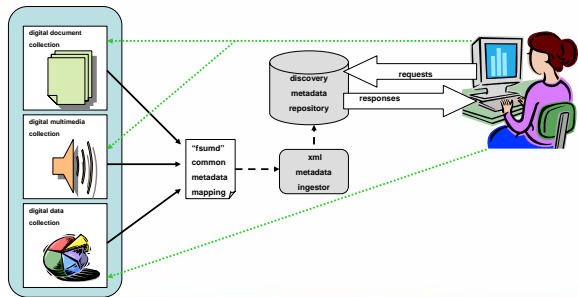 digital document
collection
digital multimedia
collection
digital data
collection
"fsumd"
common
metadata
mapping
xml
metadata
ingestor
discovery
metadata
repository
requests
responses